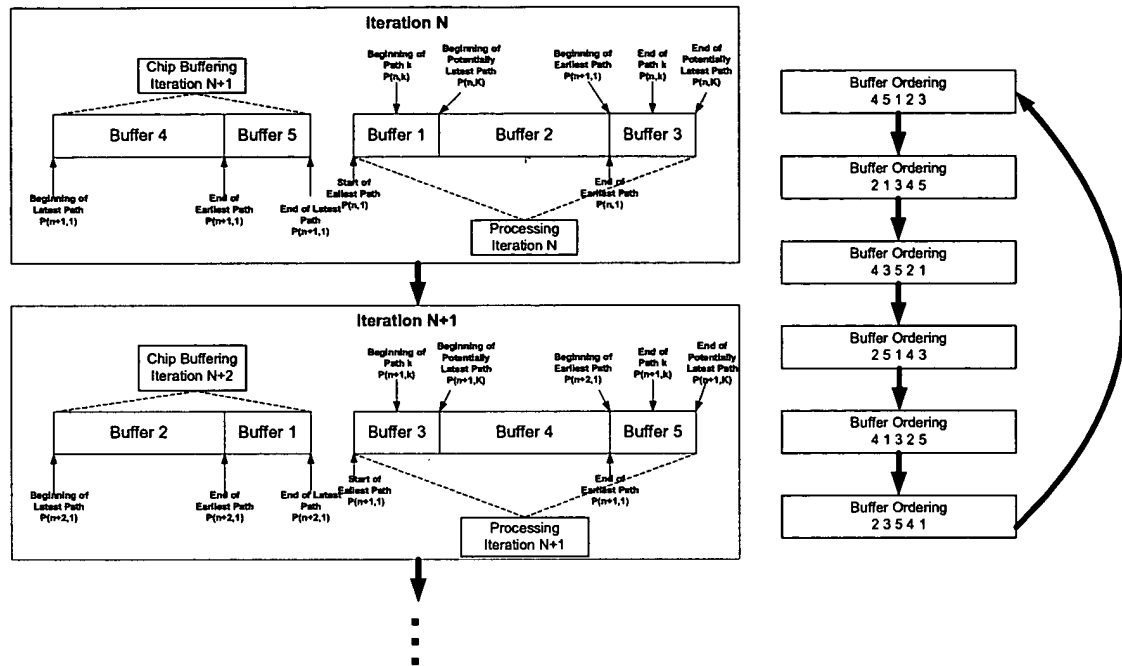 Iteration N
Chip Buffering
Iteration N+1
Beginning of
Path k
P(n,k)
Beginning of
Potentially
Latest Path
P(n,K)
Beginning of
Earliest Path
P(n+1,1)
End of
Path k
P(n,k)
End of
Potentially
Latest Path
P(n,K)
Buffer 4
Buffer 5
Buffer 1
Buffer 2
Buffer 3
Beginning of
Latest Path
P(n+1,1)
End of
Earliest Path
P(n+1,1)
End of Latest
Path
P(n+1,1)
Start of
Earliest Path
P(n,1)
End of
Earliest Path
P(n,1)
Processing
Iteration N
Iteration N+1
Chip Buffering
Iteration N+2
Beginning of
Path k
P(n+1,k)
Beginning of
Potentially
Latest Path
P(n+1,K)
Beginning of
Earliest Path
P(n+2,1)
End of
Path k
P(n+1,k)
End of
Potentially
Latest Path
P(n+1,K)
Buffer 2
Buffer 1
Buffer 3
Buffer 4
Buffer 5
Beginning of
Latest Path
P(n+2,1)
End of
Earliest Path
P(n+2,1)
End of Latest
Path
P(n+2,1)
Start of
Ealiest Path
P(n+1,1)
End of
Earliest Path
P(n+1,1)
Processing
Iteration N+1
Buffer Ordering
4 5 1 2 3
Buffer Ordering
2 1 3 4 5
Buffer Ordering
4 3 5 2 1
Buffer Ordering
2 5 1 4 3
Buffer Ordering
4 1 3 2 5
Buffer Ordering
2 3 5 4 1